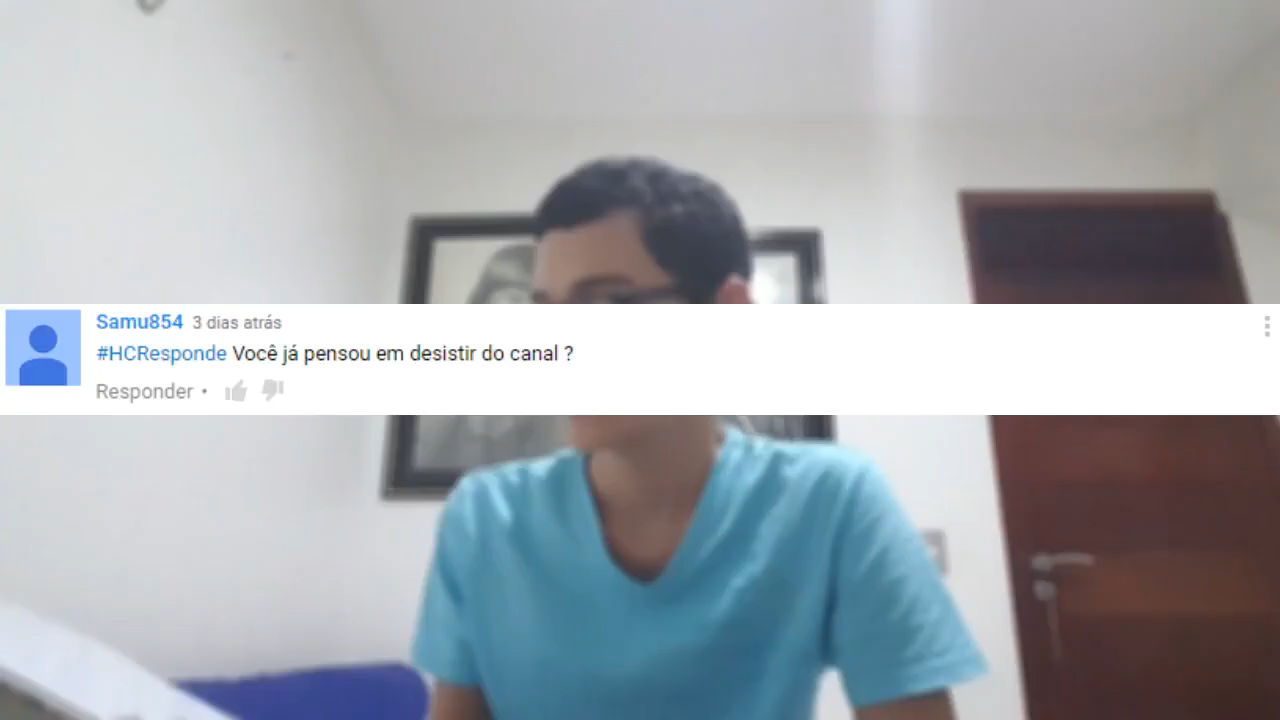 Samu854 3 dias atrás
#HCResponde Você já pensou em desistir do canal ?
Responder •